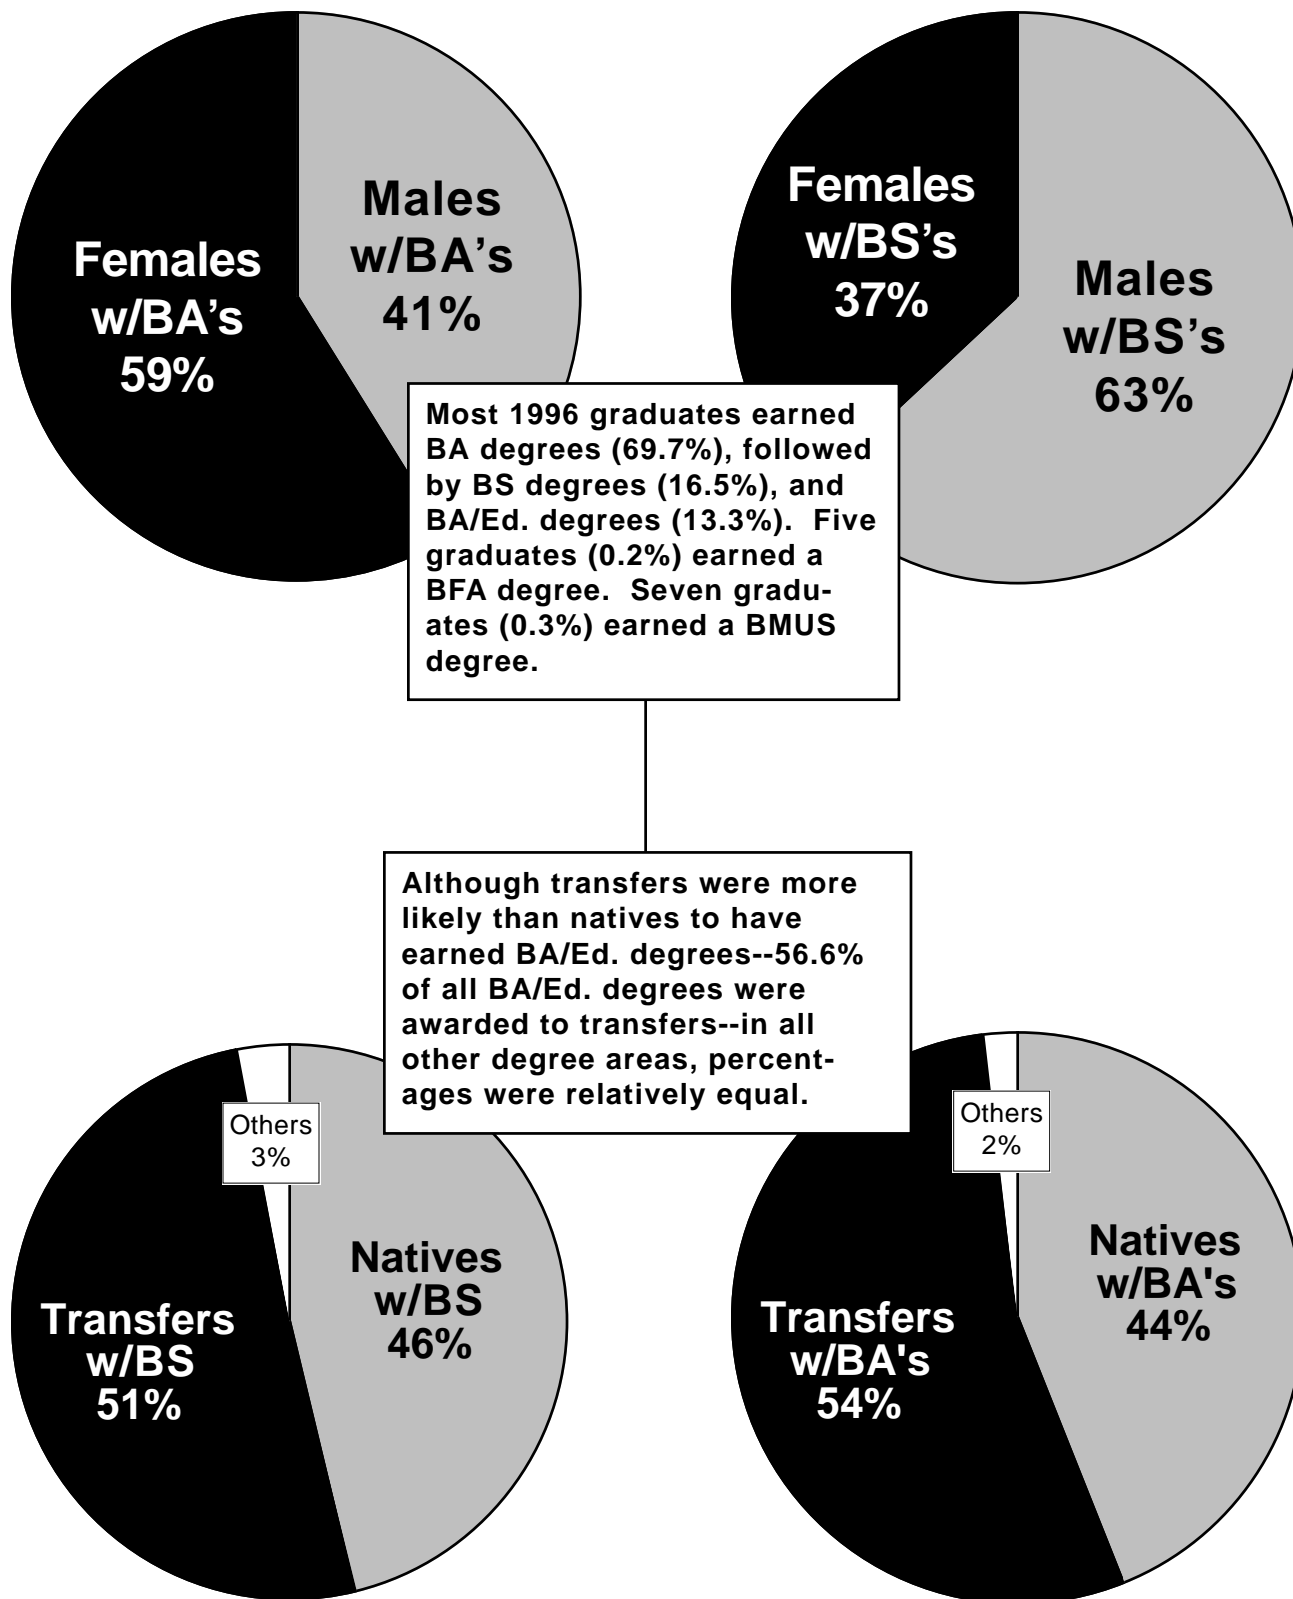 Females
w/BA’s
59%
Males
w/BA’s
41%
Females
w/BS’s
37%
Males
w/BS’s
63%
Most 1996 graduates earned
BA degrees (69.7%), followed
by BS degrees (16.5%), and
BA/Ed. degrees (13.3%).  Five
graduates (0.2%) earned a
BFA degree.  Seven gradu-
ates (0.3%) earned a BMUS
degree.
Although transfers were more
likely than natives to have
earned BA/Ed. degrees--56.6%
of all BA/Ed. degrees were
awarded to transfers--in all
other degree areas, percent-
ages were relatively equal.
Others
3%
Natives
w/BS
46%
Transfers
w/BS
51%
Others
2%
Natives
w/BA's
44%
Transfers
w/BA's
54%